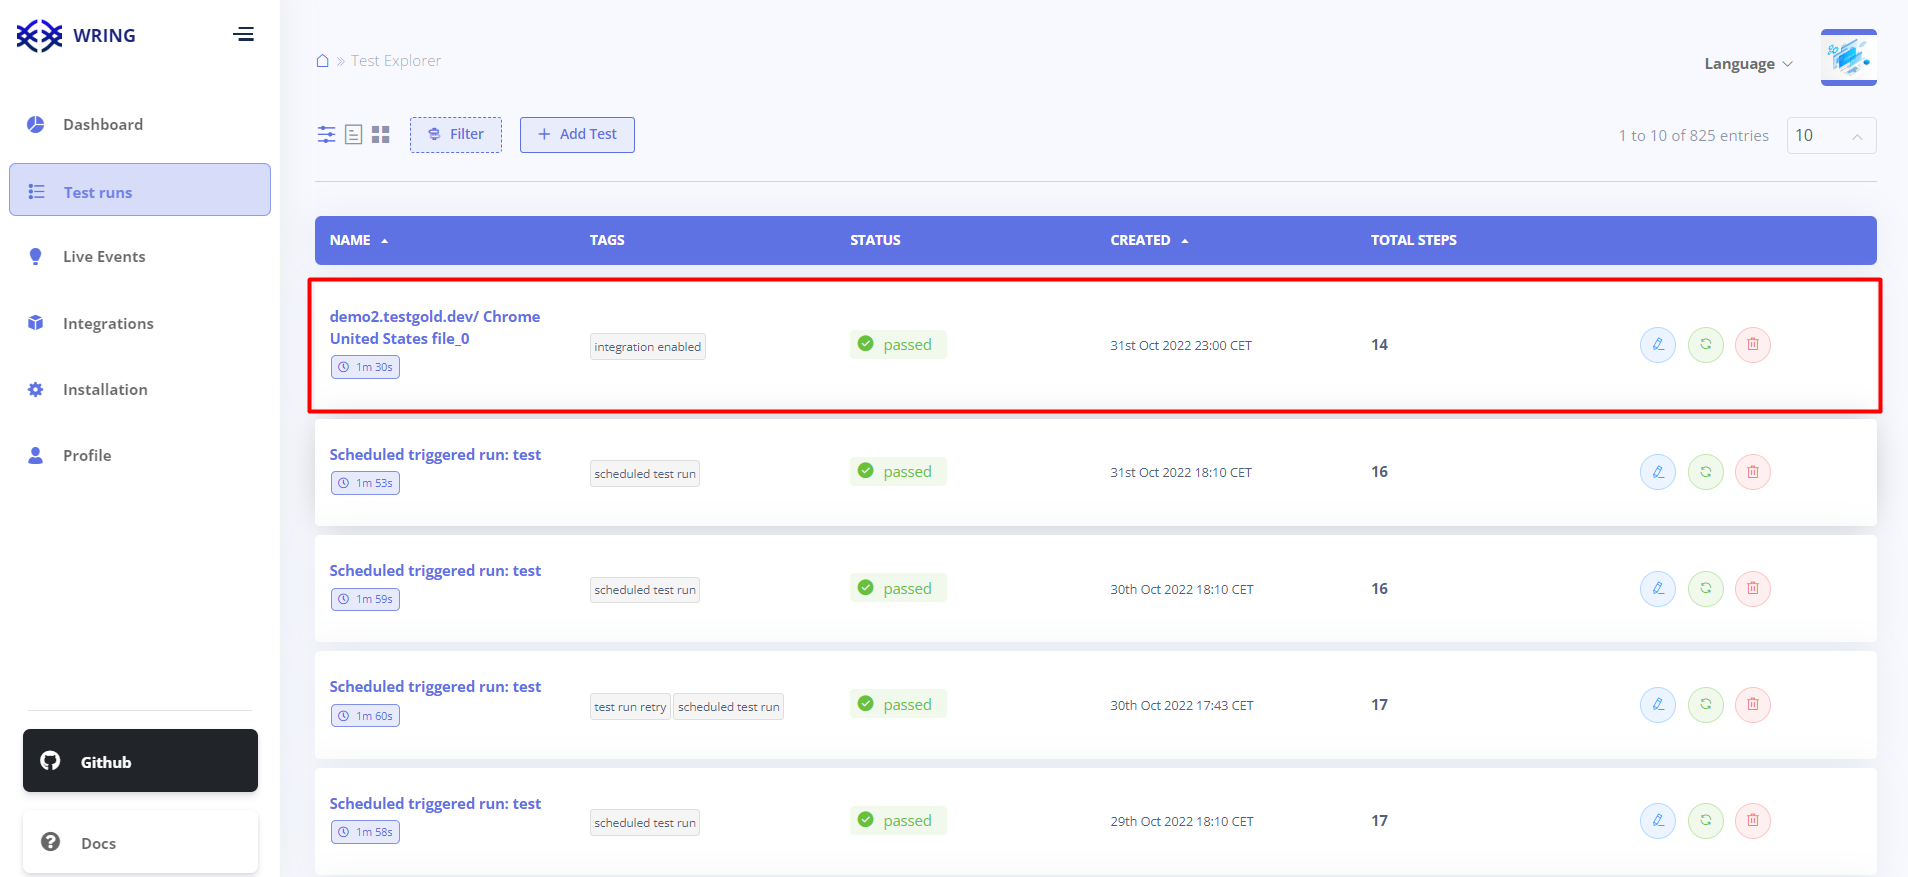 WRING
Dashboard
Test runs
Live Events
Integrations
Installation
Profile
Github
Docs
» Test Explorer
Language
Filter
+ Add Test
1 to 10 of 825 entries
10
NAME TAGS STATUS CREATED TOTAL STEPS
demo2.testgold.dev/ Chrome
United States file_0
1m 30s
integration enabled
passed
31st Oct 2022 23:00 CET
14
Scheduled triggered run: test
1m 53s
scheduled test run
passed
31st Oct 2022 18:10 CET
16
Scheduled triggered run: test
1m 59s
scheduled test run
passed
30th Oct 2022 18:10 CET
16
Scheduled triggered run: test
1m 60s
test run retry scheduled test run
passed
30th Oct 2022 17:43 CET
17
Scheduled triggered run: test
1m 58s
scheduled test run
passed
29th Oct 2022 18:10 CET
17